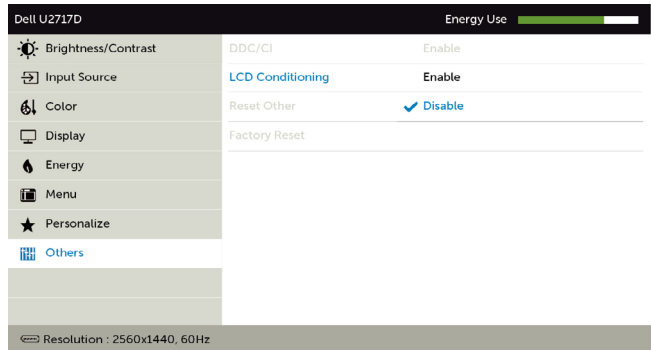 Dell U2717D Energy Use
Brightness/Contrast DDC/CI Enable
Input Source LCD Conditioning Enable
Color Reset Other Disable
Display Factory Reset
Energy
Menu
Personalize
Others
Resolution : 2560x1440, 60Hz